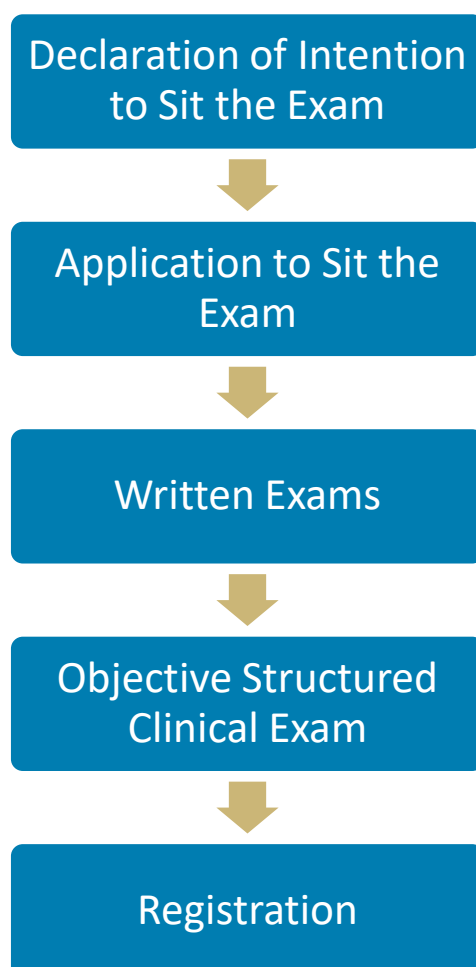 Declaration of Intention
to Sit the Exam
Application to Sit the
Exam
Written Exams
Objective Structured
Clinical Exam
Registration